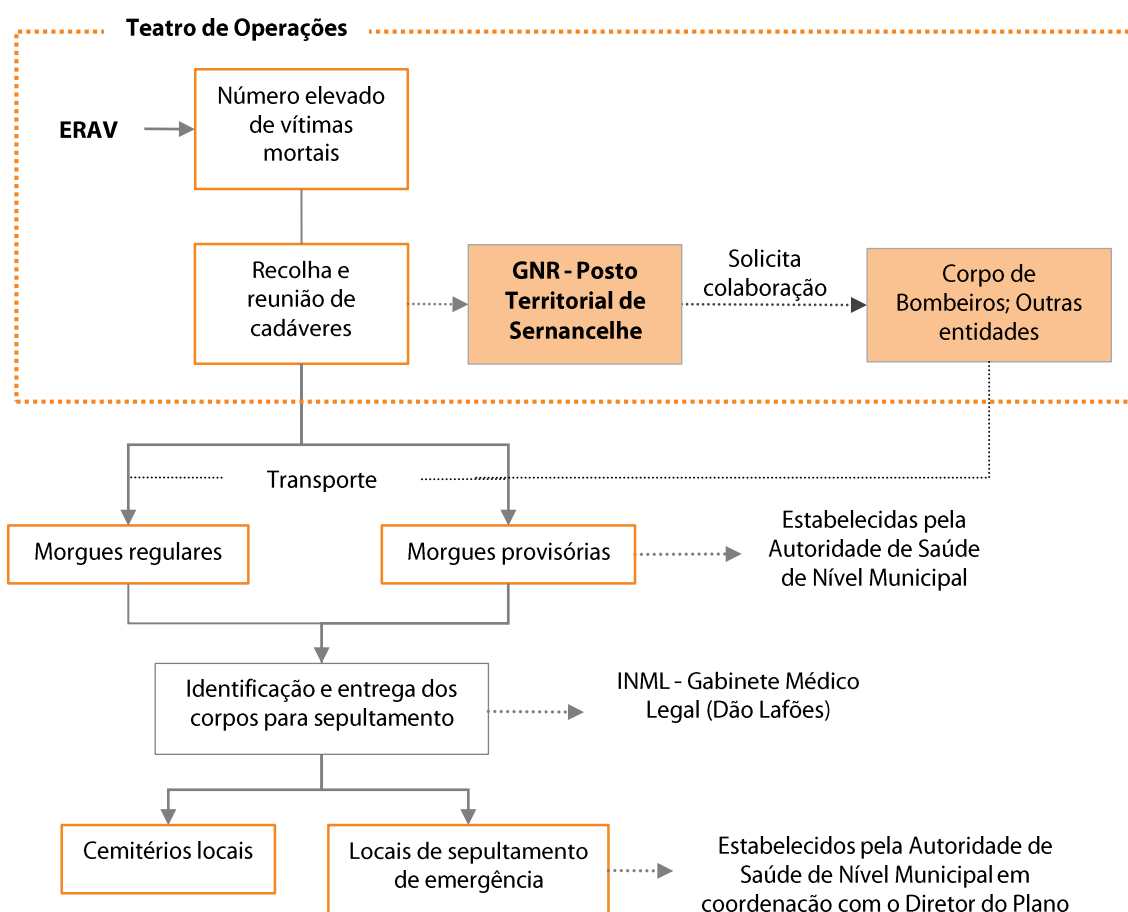 Teatro de Operações
Número elevado
de vítimas
mortais
ERAV
Recolha e
reunião de
cadáveres
GNR - Posto
Territorial de
Sernancelhe
Solicita
colaboração
Corpo de
Bombeiros; Outras
entidades
Transporte
Morgues regulares
Morgues provisórias
Estabelecidas pela
Autoridade de Saúde
de Nível Municipal
Identificação e entrega dos
corpos para sepultamento
INML - Gabinete Médico
Legal (Dão Lafões)
Cemitérios locais
Locais de sepultamento
de emergência
Estabelecidos pela Autoridade de
Saúde de Nível Municipal em
coordenação com o Diretor do Plano